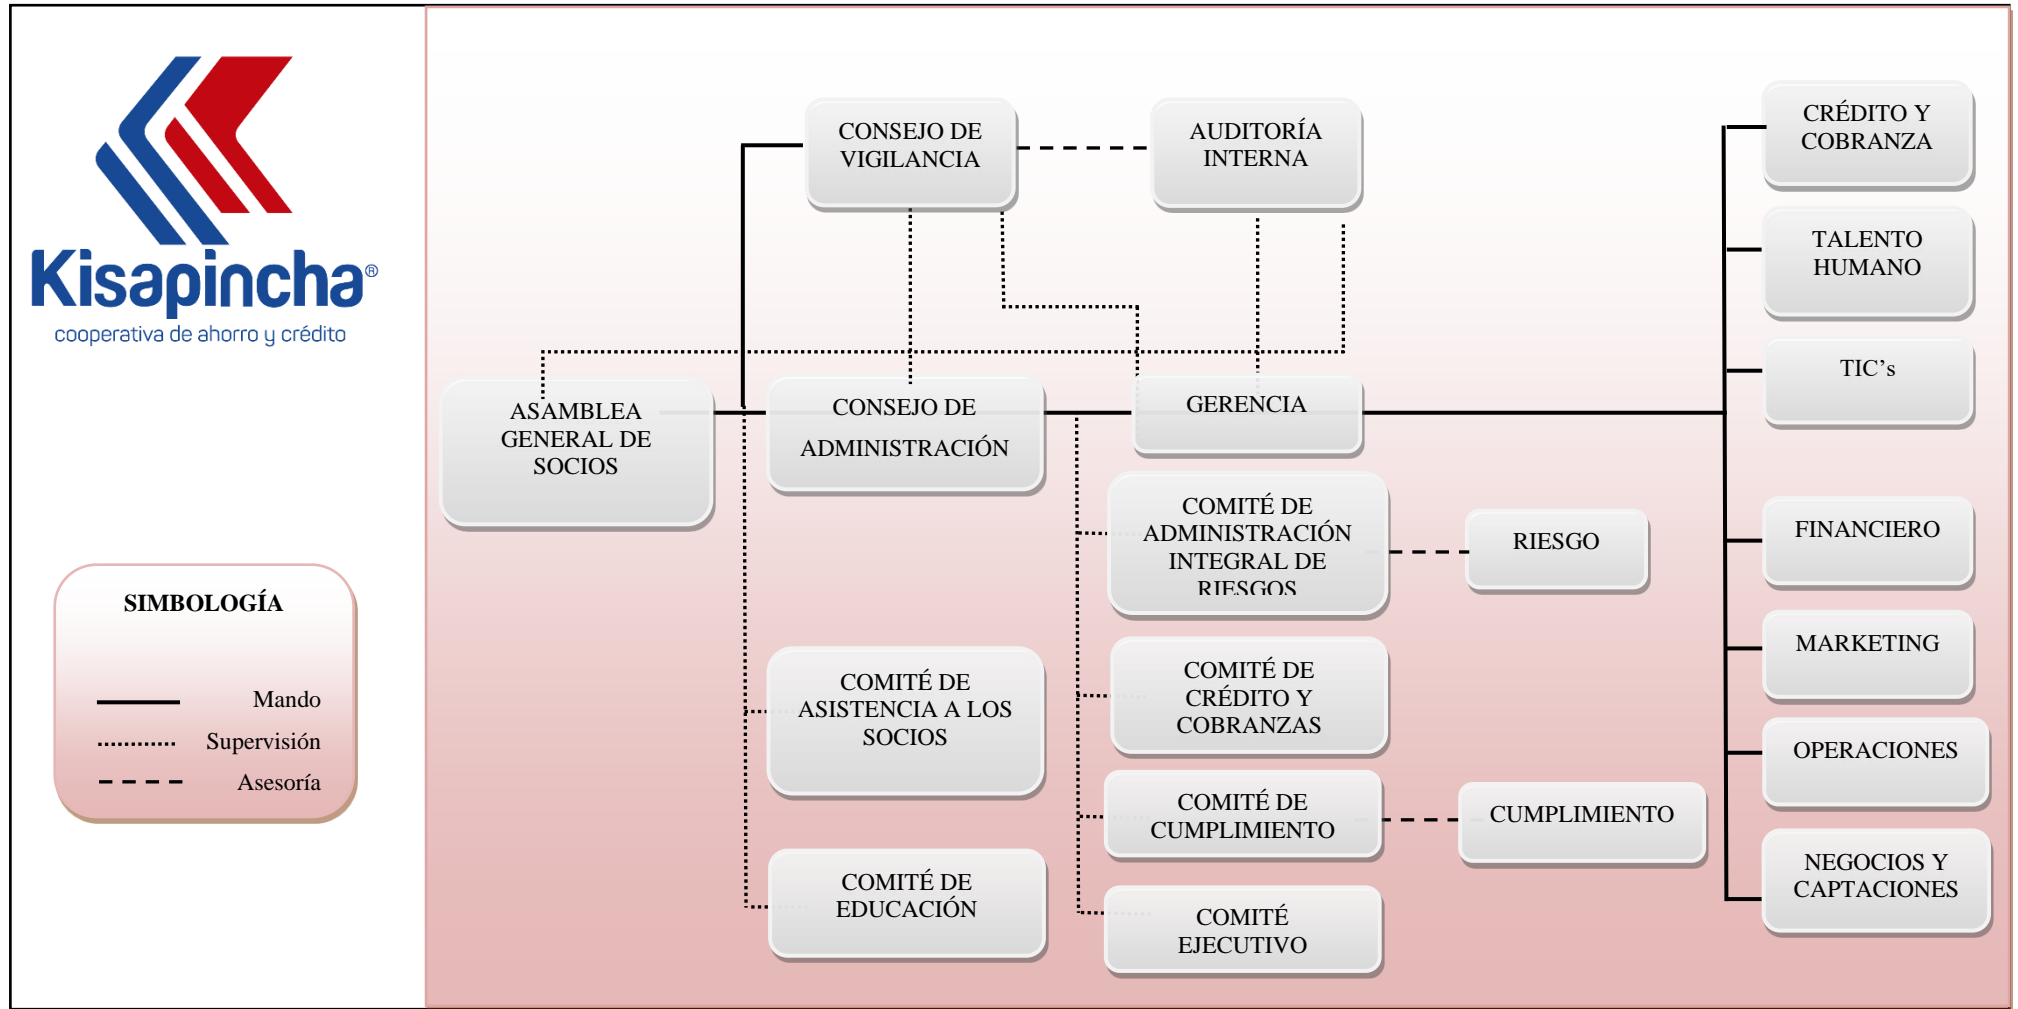 Kisapincha®
cooperativa de ahorro y crédito
SIMBOLOGÍA
Mando
Supervisión
Asesoría
CONSEJO DE
VIGILANCIA
AUDITORÍA
INTERNA
ASAMBLEA
GENERAL DE
SOCIOS
CONSEJO DE
ADMINISTRACIÓN
GERENCIA
COMITÉ DE
ADMINISTRACIÓN
INTEGRAL DE
RIESGOS
RIESGO
COMITÉ DE
ASISTENCIA A LOS
SOCIOS
COMITÉ DE
CRÉDITO Y
COBRANZAS
COMITÉ DE
CUMPLIMIENTO
CUMPLIMIENTO
COMITÉ DE
EDUCACIÓN
COMITÉ
EJECUTIVO
CRÉDITO Y
COBRANZA
TALENTO
HUMANO
TIC’s
FINANCIERO
MARKETING
OPERACIONES
NEGOCIOS Y
CAPTACIONES